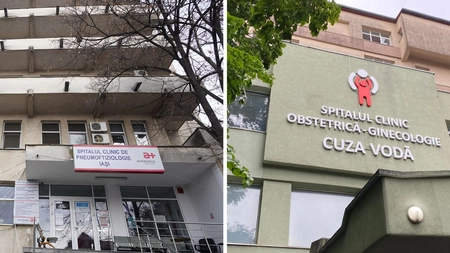 SPITALUL CLINIC DE
PNEUMOFTIZIOLOGIE
IAȘI
SPITALUL CLINIC
OBSTETRICĂ - GINECOLOGIE
CUZA VODĂ